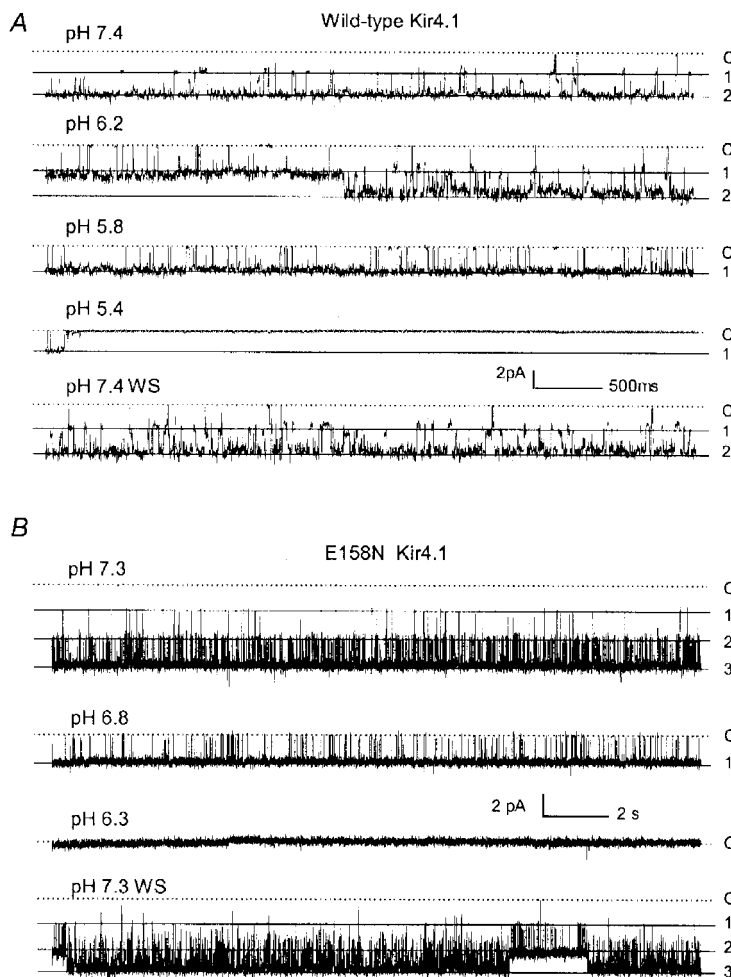 A
Wild-type Kir4.1
pH 7.4
C
1
2
pH 6.2
C
1
2
pH 5.8
C
1
pH 5.4
C
1
2pA
500ms
pH 7.4 WS
C
1
2
B
E158N Kir4.1
pH 7.3
C
1
2
3
pH 6.8
C
1
2 pA
2 s
pH 6.3
C
pH 7.3 WS
C
1
2
3